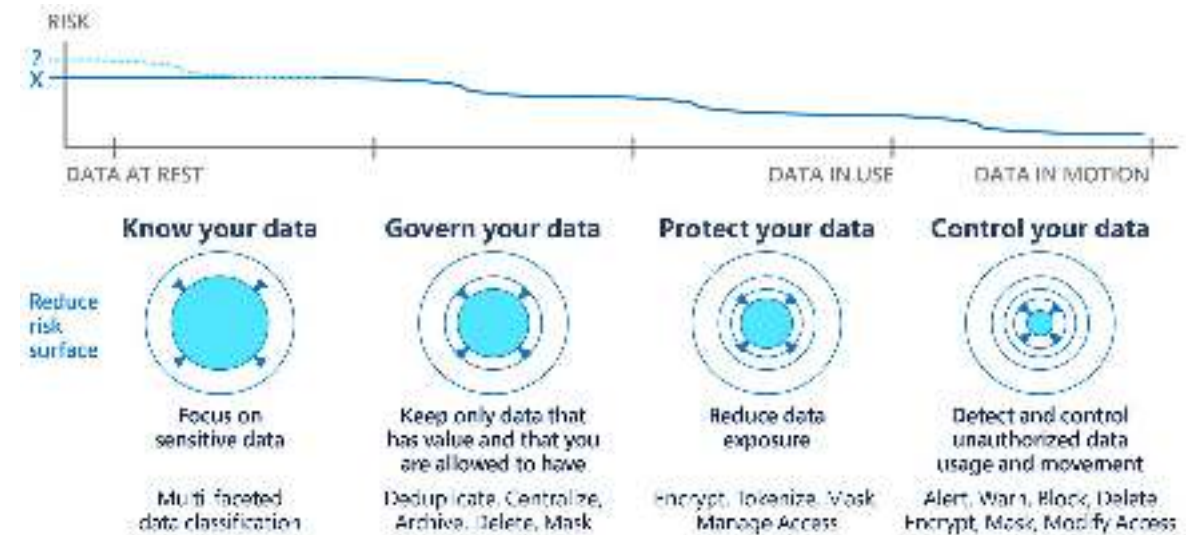 RISK
?
X
DATA AT REST
DATA IN USE
DATA IN MOTION
Know your data
Govern your data
Protect your data
Control your data
Reduce
risk
surface
Focus on
sensitive data
Keep only data that
has value and that you
are allowed to have
Reduce data
exposure
Detect and control
unauthorized data
usage and movement
Multi faceted
data classification
Deduplicate, Centralize,
Archive, Delete, Mask
Encrypt, Tokenize, Mask
Manage Access
Alert, Warn, Block, Delete
Encrypt, Mask, Modify Access